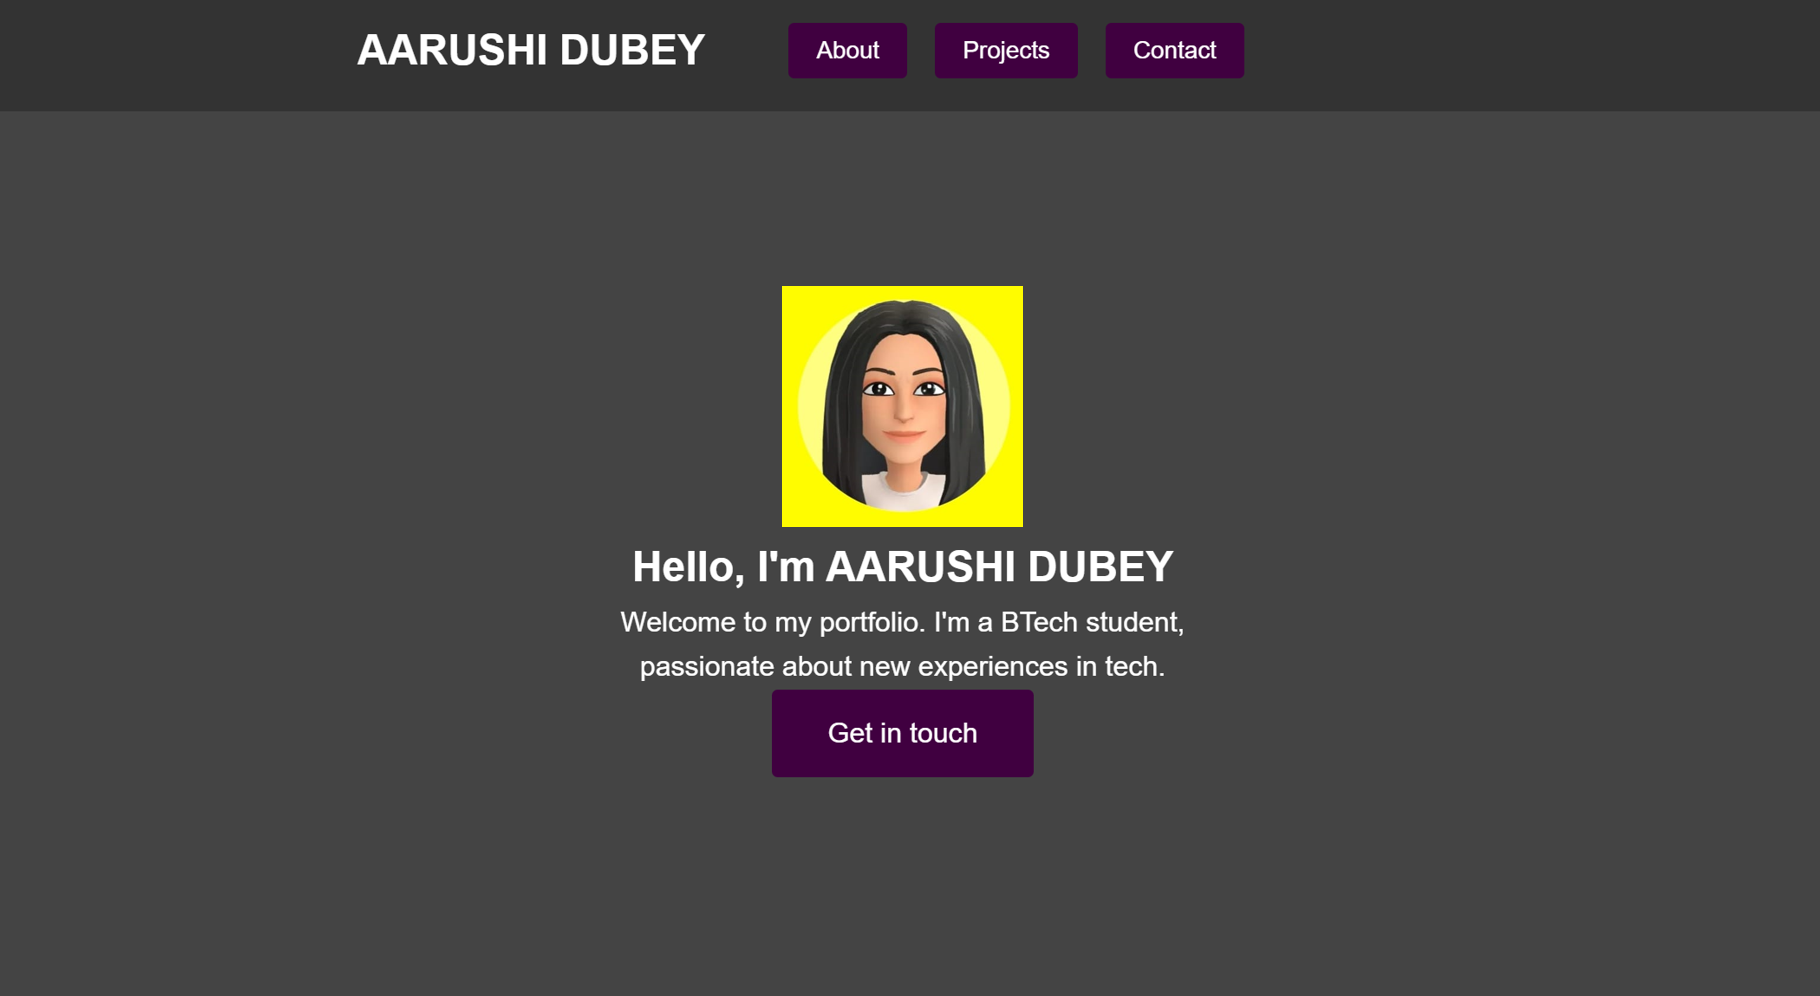 AARUSHI DUBEY
About
Projects
Contact
Hello, I'm AARUSHI DUBEY
Welcome to my portfolio. I'm a BTech student,
passionate about new experiences in tech.
Get in touch